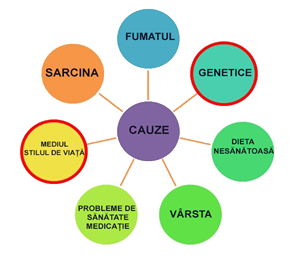 FUMATUL
GENETICE
DIETA
NESĂNĂTOASĂ
VÂRSTA
PROBLEME DE
SĂNĂTATE
MEDICAȚIE
MEDIUL
STILUL DE VIAȚĂ
SARCINA
CAUZE